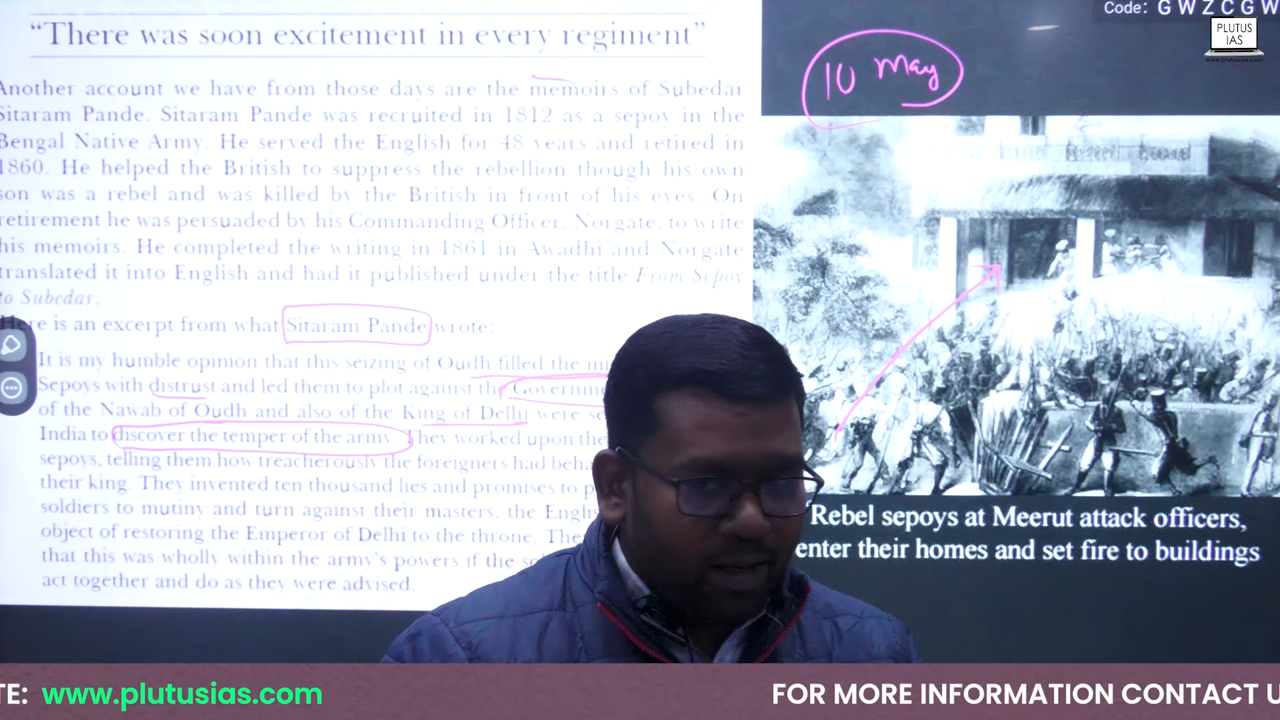 Code: G W Z C G W
PLUTUS
IAS
www.plutusias.com
10 May
"There was soon excitement in every regiment"
Another account we have from those days are the memoirs of Subedar
Sitaram Pande. Sitaram Pande was recruited in 1812 as a sepoy in the
Bengal Native Army. He served the English for 48 years and retired in
1860. He helped the British to suppress the rebellion though his own
son was a rebel and was killed by the British in front of his eyes. On
retirement he was persuaded by his Commanding Officer, Norgate, to write
his memoirs. He completed the writing in 1861 in Awadhi and Norgate
translated it into English and had it published under the title From Sepoy
to Subedar.
Here is an excerpt from what Sitaram Pande wrote:
It is my humble opinion that this seizing of Oudh filled the
Sepoys with distrust and led them to plot against the
of the Nawab of Oudh and also of the King of Delhi were
India to discover the temper of the army. They worked upon the
sepoys, telling them how treacherously the foreigners had
their king. They invented ten thousand lies and promises to
soldiers to mutiny and turn against their masters, the
object of restoring the Emperor of Delhi to the throne.
that this was wholly within the army's powers if the
act together and do as they were advised.
Rebel sepoys at Meerut attack officers,
enter their homes and set fire to buildings
TE: www.plutusias.com
FOR MORE INFORMATION CONTACT U